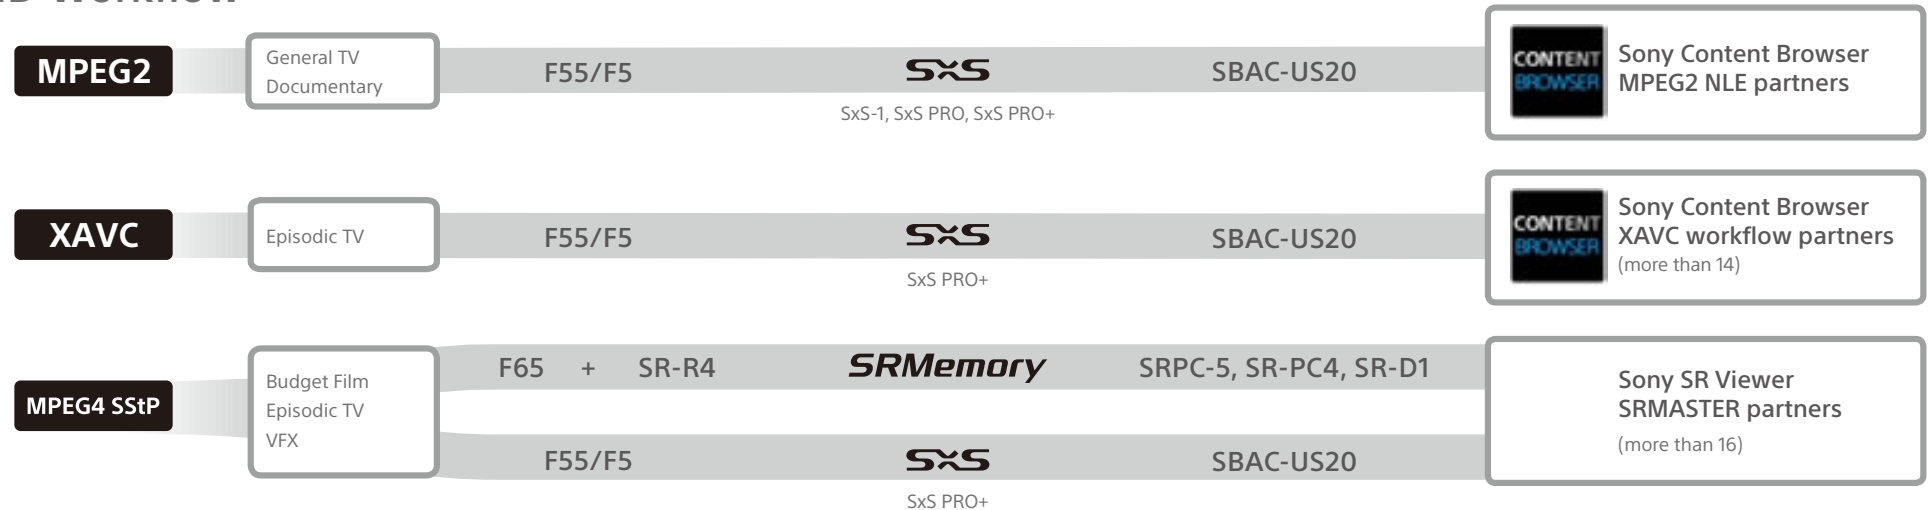 MPEG2
General TV
Documentary
F55/F5
SxS
SBAC-US20
SxS-1, SxS PRO, SxS PRO+
CONTENT
BROWSER
Sony Content Browser
MPEG2 NLE partners
XAVC
Episodic TV
F55/F5
SxS
SBAC-US20
SxS PRO+
CONTENT
BROWSER
Sony Content Browser
XAVC workflow partners
(more than 14)
MPEG4 SStP
Budget Film
Episodic TV
VFX
F65 + SR-R4
SRMemory
SRPC-5, SR-PC4, SR-D1
F55/F5
SxS
SBAC-US20
SxS PRO+
Sony SR Viewer
SRMASTER partners
(more than 16)